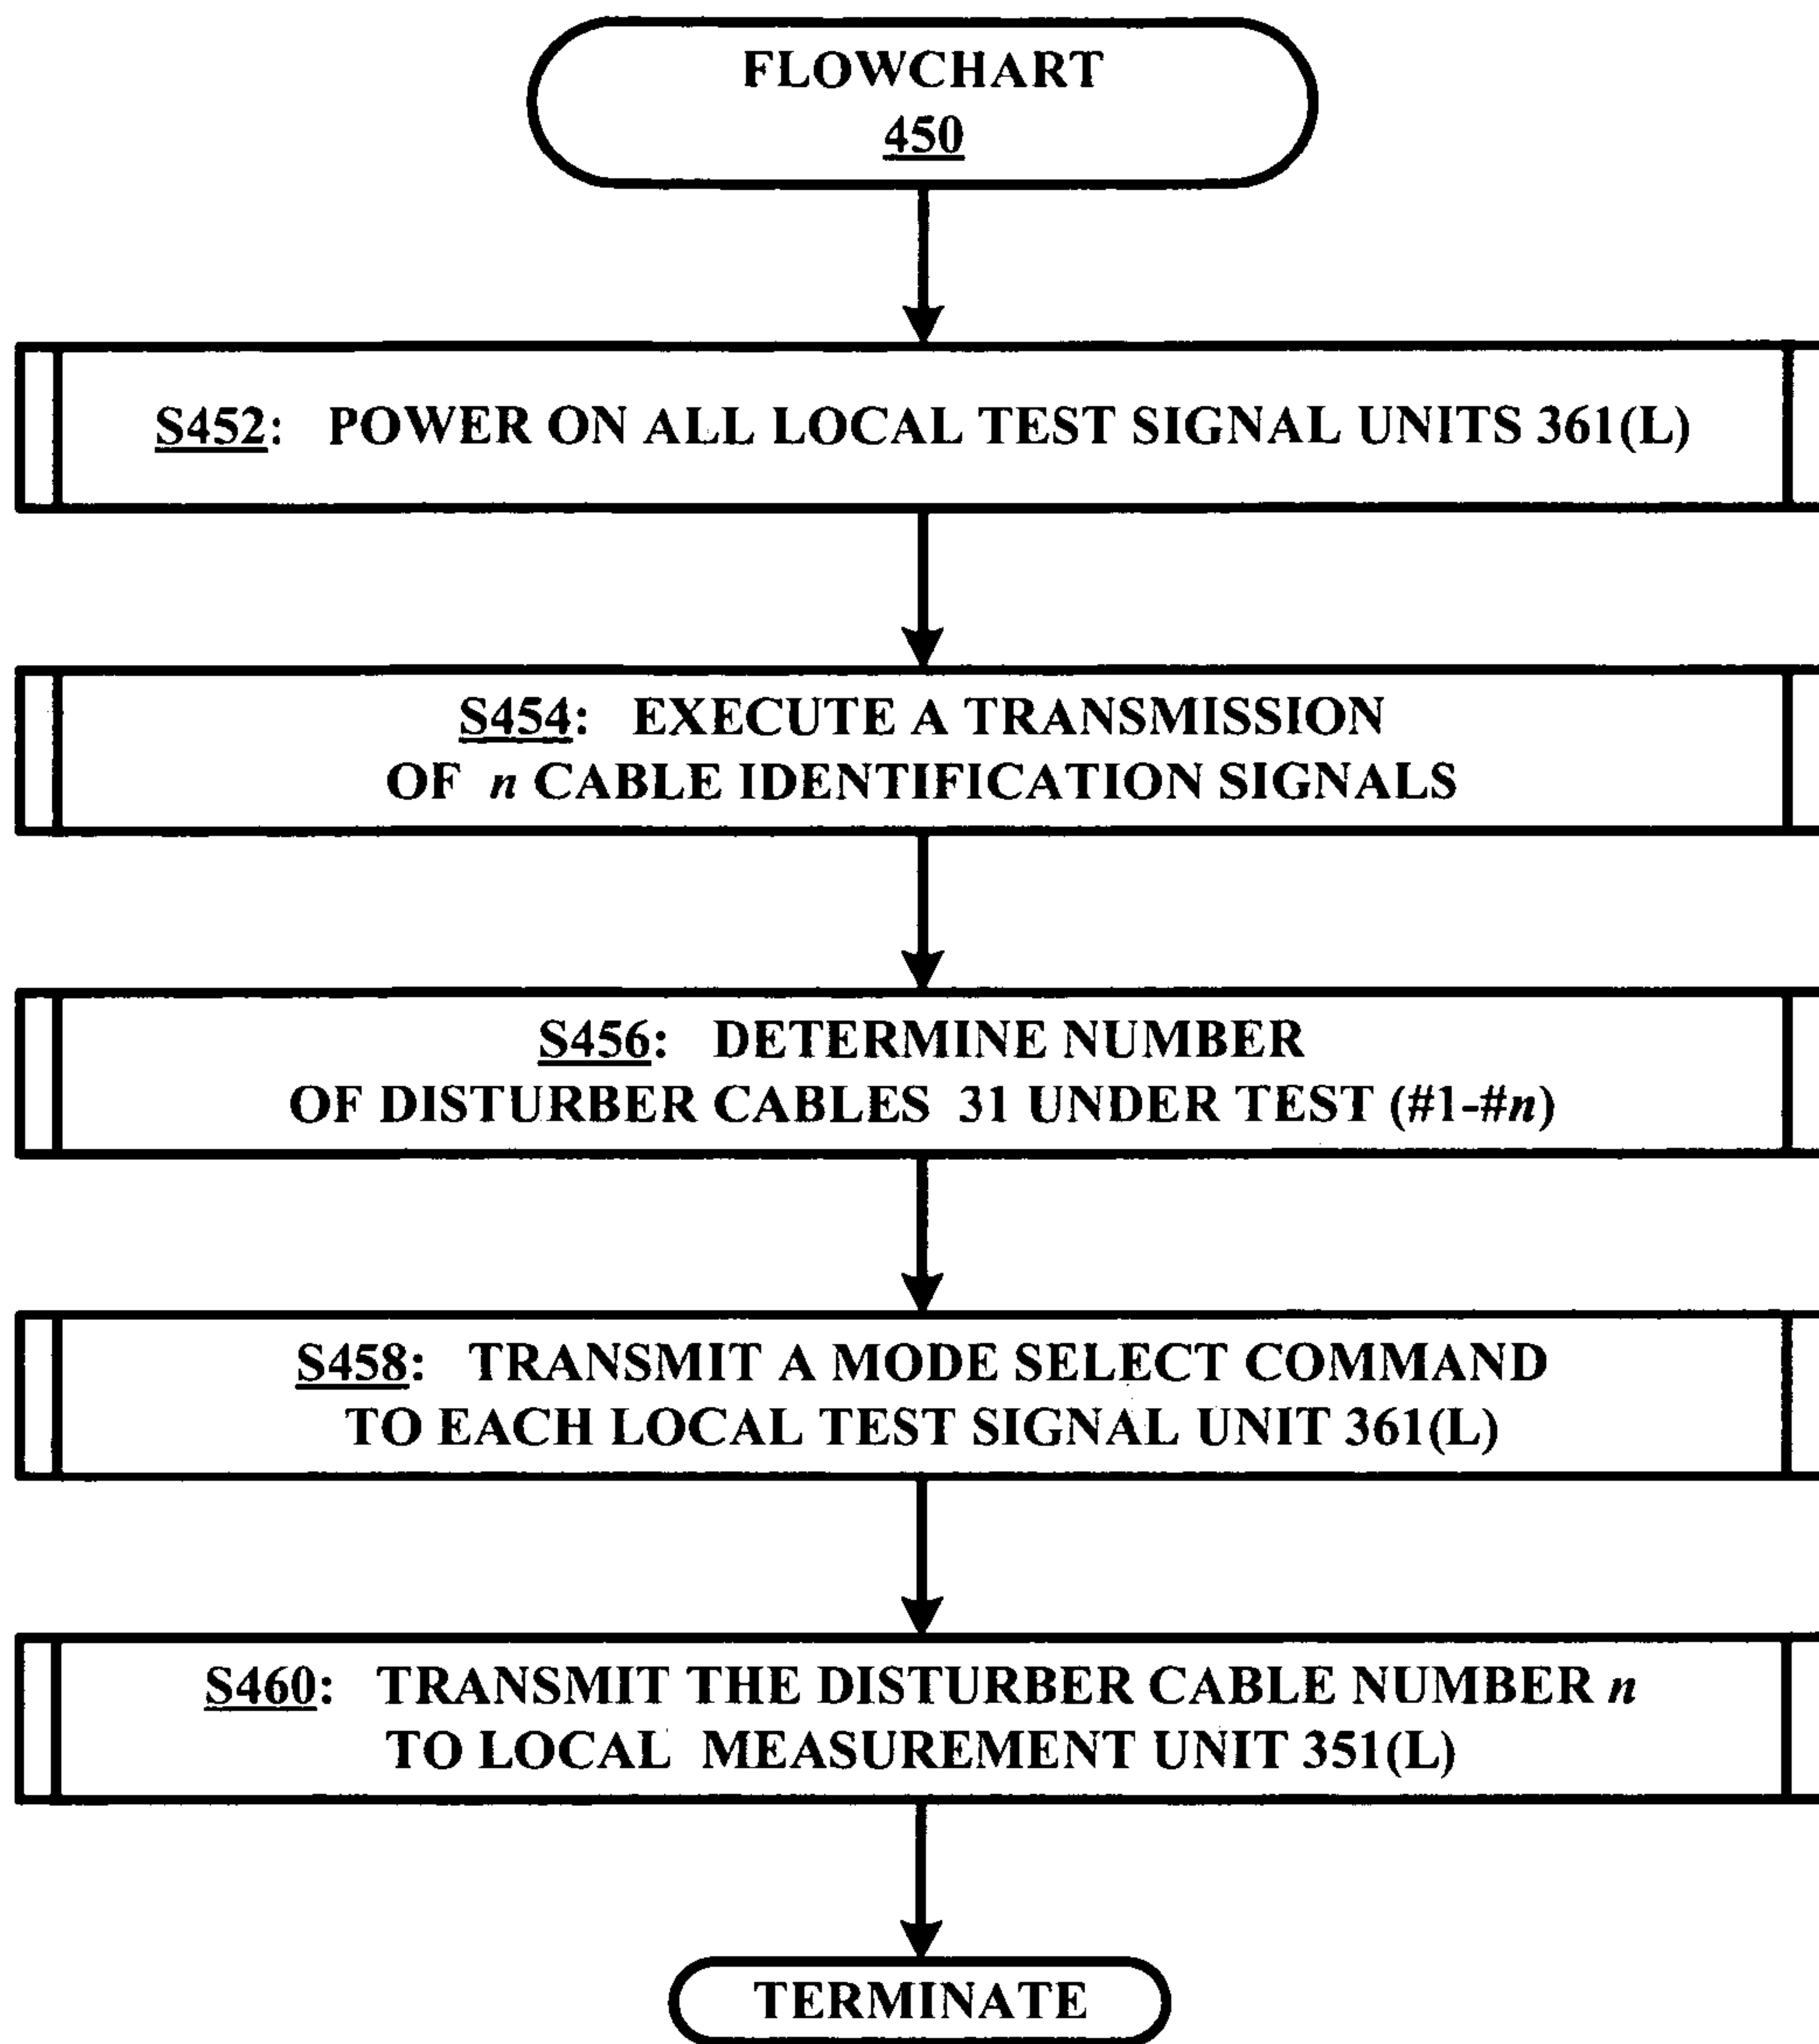 FLOWCHART
450
S452: POWER ON ALL LOCAL TEST SIGNAL UNITS 361(L)
S454: EXECUTE A TRANSMISSION
OF n CABLE IDENTIFICATION SIGNALS
S456: DETERMINE NUMBER
OF DISTURBER CABLES 31 UNDER TEST (#1-#n)
S458: TRANSMIT A MODE SELECT COMMAND
TO EACH LOCAL TEST SIGNAL UNIT 361(L)
S460: TRANSMIT THE DISTURBER CABLE NUMBER n
TO LOCAL MEASUREMENT UNIT 351(L)
TERMINATE